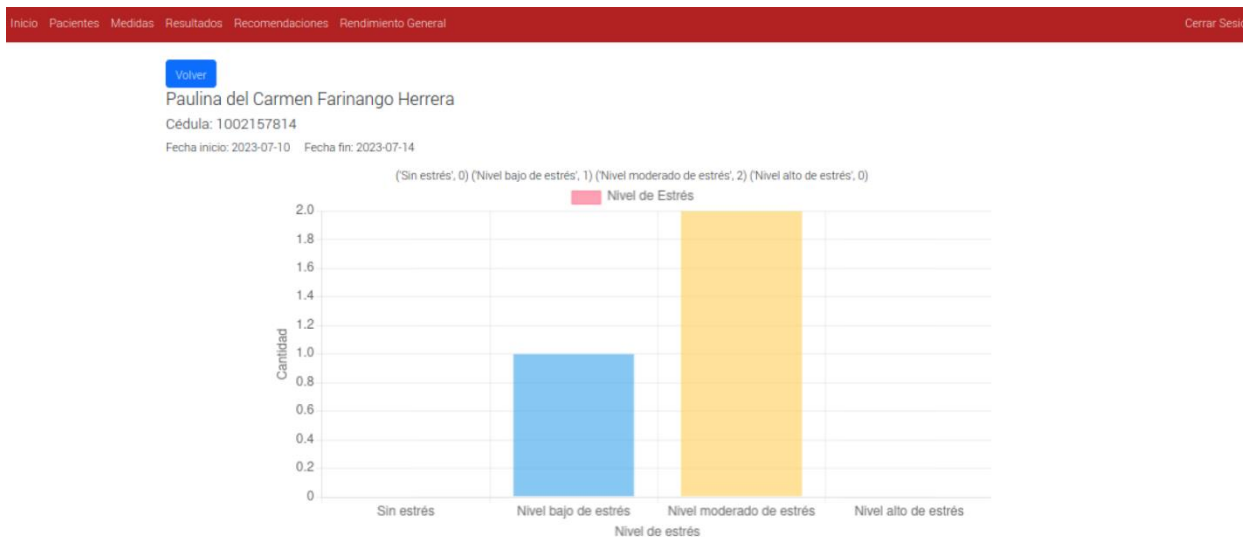 Inicio Pacientes Medidas Resultados Recomendaciones Rendimiento General Cerrar Sesió
Volver
Paulina del Carmen Farinango Herrera
Cédula: 1002157814
Fecha inicio: 2023-07-10 Fecha fin: 2023-07-14
('Sin estrés', 0) ('Nivel bajo de estrés', 1) ('Nivel moderado de estrés', 2) ('Nivel alto de estrés', 0)
Nivel de Estrés
2.0
1.8
1.6
1.4
1.2
1.0
0.8
0.6
0.4
0.2
0
Cantidad
Sin estrés Nivel bajo de estrés Nivel moderado de estrés Nivel alto de estrés
Nivel de estrés